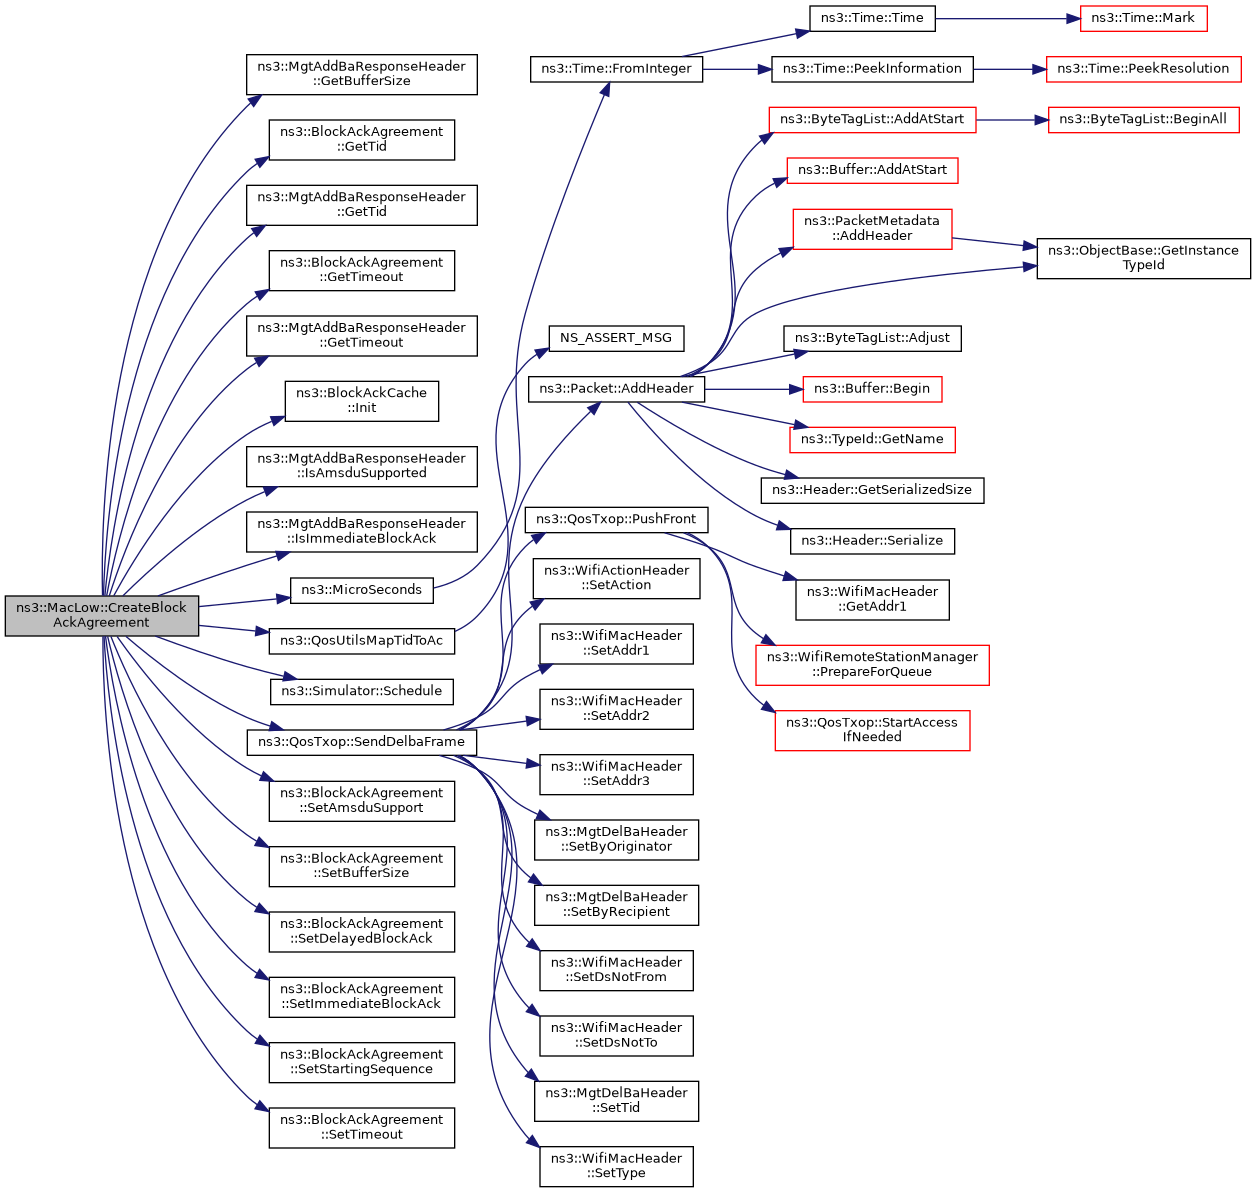 ns3::MacLow::CreateBlock
AckAgreement
ns3::MgtAddBaResponseHeader
::GetBufferSize
ns3::BlockAckAgreement
::GetTid
ns3::MgtAddBaResponseHeader
::GetTid
ns3::BlockAckAgreement
::GetTimeout
ns3::MgtAddBaResponseHeader
::GetTimeout
ns3::BlockAckCache
::Init
ns3::MgtAddBaResponseHeader
::IsAmsduSupported
ns3::MgtAddBaResponseHeader
::IsImmediateBlockAck
ns3::MicroSeconds
ns3::QosUtilsMapTidToAc
ns3::Simulator::Schedule
ns3::QosTxop::SendDelbaFrame
ns3::BlockAckAgreement
::SetAmsduSupport
ns3::BlockAckAgreement
::SetBufferSize
ns3::BlockAckAgreement
::SetDelayedBlockAck
ns3::BlockAckAgreement
::SetImmediateBlockAck
ns3::BlockAckAgreement
::SetStartingSequence
ns3::BlockAckAgreement
::SetTimeout
ns3::Time::FromInteger
NS_ASSERT_MSG
ns3::Packet::AddHeader
ns3::QosTxop::PushFront
ns3::WifiActionHeader
::SetAction
ns3::WifiMacHeader
::SetAddr1
ns3::WifiMacHeader
::SetAddr2
ns3::WifiMacHeader
::SetAddr3
ns3::MgtDelBaHeader
::SetByOriginator
ns3::MgtDelBaHeader
::SetByRecipient
ns3::WifiMacHeader
::SetDsNotFrom
ns3::WifiMacHeader
::SetDsNotTo
ns3::MgtDelBaHeader
::SetTid
ns3::WifiMacHeader
::SetType
ns3::Time::Time
ns3::Time::PeekInformation
ns3::ByteTagList::AddAtStart
ns3::Buffer::AddAtStart
ns3::PacketMetadata
::AddHeader
ns3::ByteTagList::Adjust
ns3::Buffer::Begin
ns3::TypeId::GetName
ns3::Header::GetSerializedSize
ns3::Header::Serialize
ns3::WifiMacHeader
::GetAddr1
ns3::WifiRemoteStationManager
::PrepareForQueue
ns3::QosTxop::StartAccess
IfNeeded
ns3::Time::Mark
ns3::Time::PeekResolution
ns3::ByteTagList::BeginAll
ns3::ObjectBase::GetInstance
TypeId